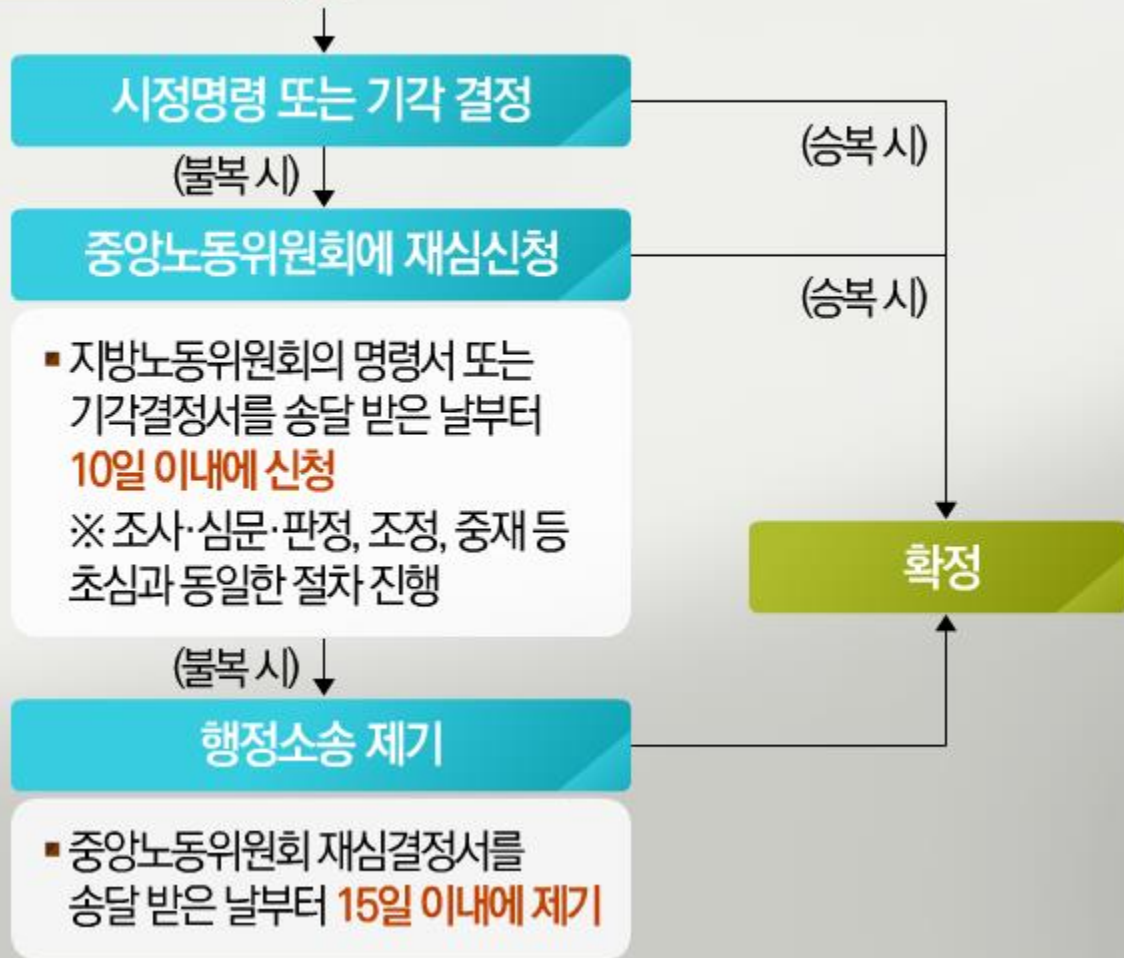 시정명령 또는 기각 결정
(승복 시)
(불복 시)
중앙노동위원회에 재심신청
(승복 시)
▪ 지방노동위원회의 명령서 또는
기각결정서를 송달 받은 날부터
10일 이내에 신청
※ 조사·심문·판정, 조정, 중재 등
초심과 동일한 절차 진행
확정
(불복 시)
행정소송 제기
▪ 중앙노동위원회 재심결정서를
송달 받은 날부터 15일 이내에 제기